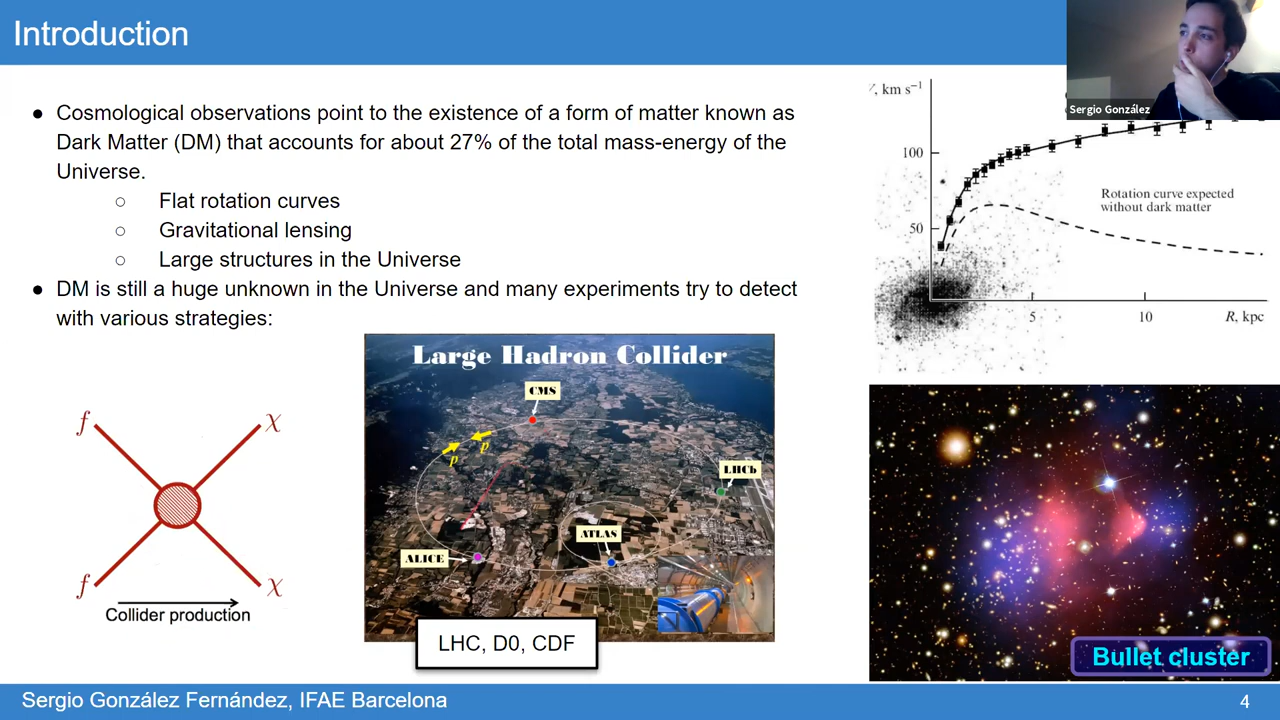 Introduction
Sergio González
● Cosmological observations point to the existence of a form of matter known as
Dark Matter (DM) that accounts for about 27% of the total mass-energy of the
Universe.
○ Flat rotation curves
○ Gravitational lensing
○ Large structures in the Universe
● DM is still a huge unknown in the Universe and many experiments try to detect
with various strategies:
, km s⁻¹
100
50
Rotation curve expected
without dark matter
5
10
R, kpc
f
χ
f
χ
Collider production
Large Hadron Collider
CMS
p
p
LHCb
ATLAS
ALICE
LHC, D0, CDF
Bullet cluster
Sergio González Fernández, IFAE Barcelona
4